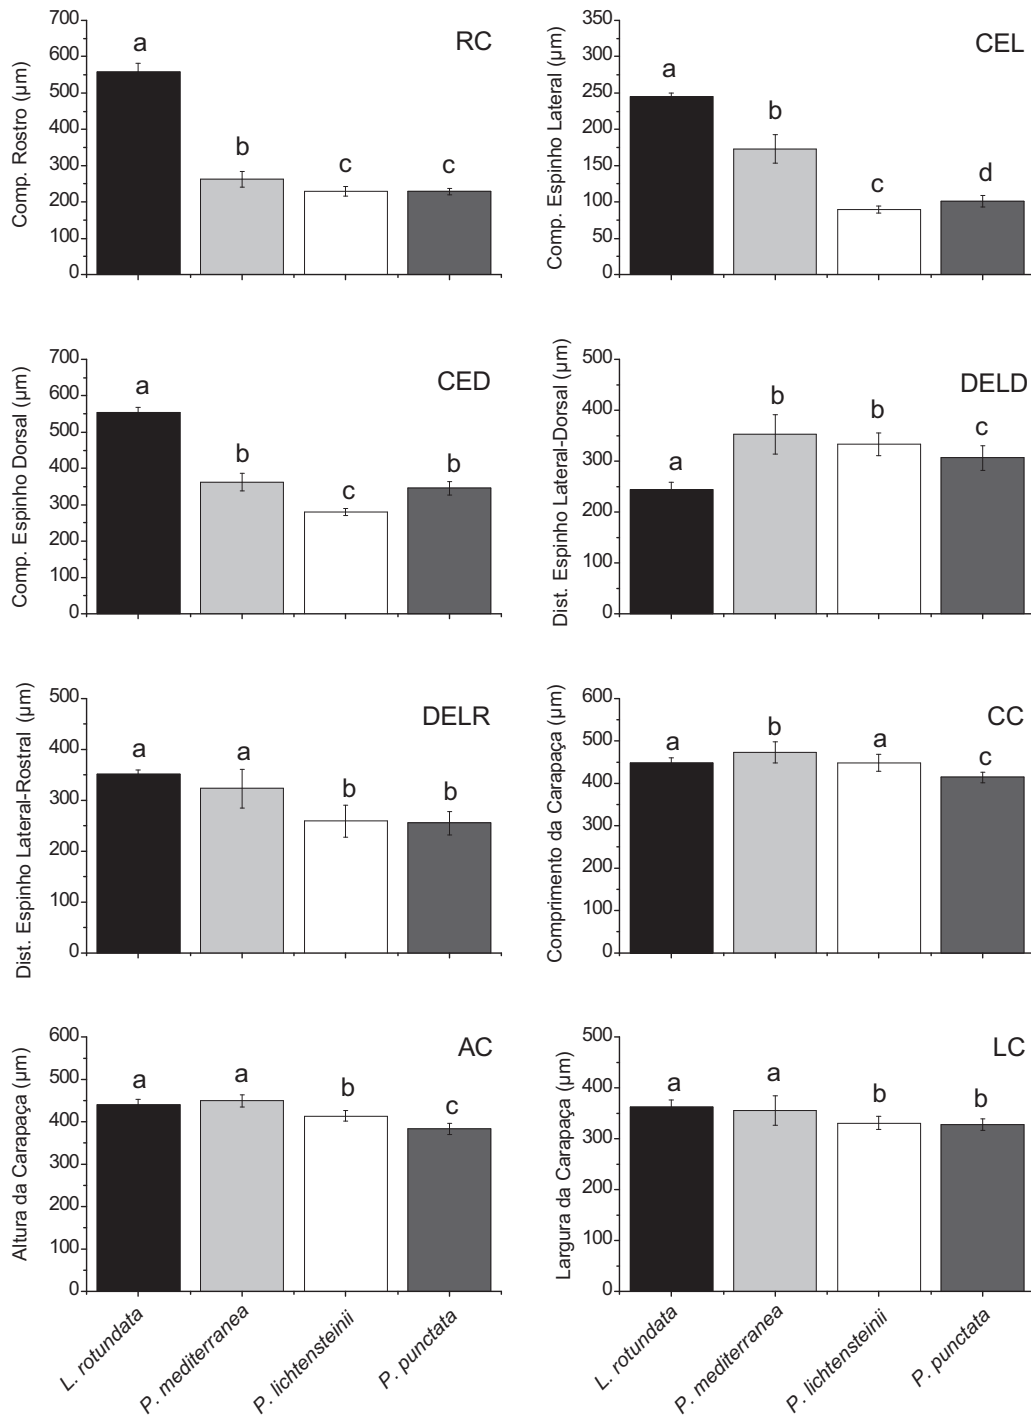 RC
Comp. Rostro (µm)
700
600
500
400
300
200
100
0
a
b
c
c
CEL
Comp. Espinho Lateral (µm)
350
300
250
200
150
100
50
0
a
b
c
d
CED
Comp. Espinho Dorsal (µm)
700
600
500
400
300
200
100
0
a
b
c
b
DELD
Dist. Espinho Lateral-Dorsal (µm)
500
400
300
200
100
0
a
b
b
c
DELR
Dist. Espinho Lateral-Rostral (µm)
500
400
300
200
100
0
a
a
b
b
CC
Comprimento da Carapaça (µm)
600
500
400
300
200
100
0
a
b
a
c
AC
Altura da Carapaça (µm)
600
500
400
300
200
100
0
a
a
b
c
L. rotundata
P. mediterranea
P. lichtensteinii
P. punctata
LC
Largura da Carapaça (µm)
500
400
300
200
100
0
a
a
b
b
L. rotundata
P. mediterranea
P. lichtensteinii
P. punctata